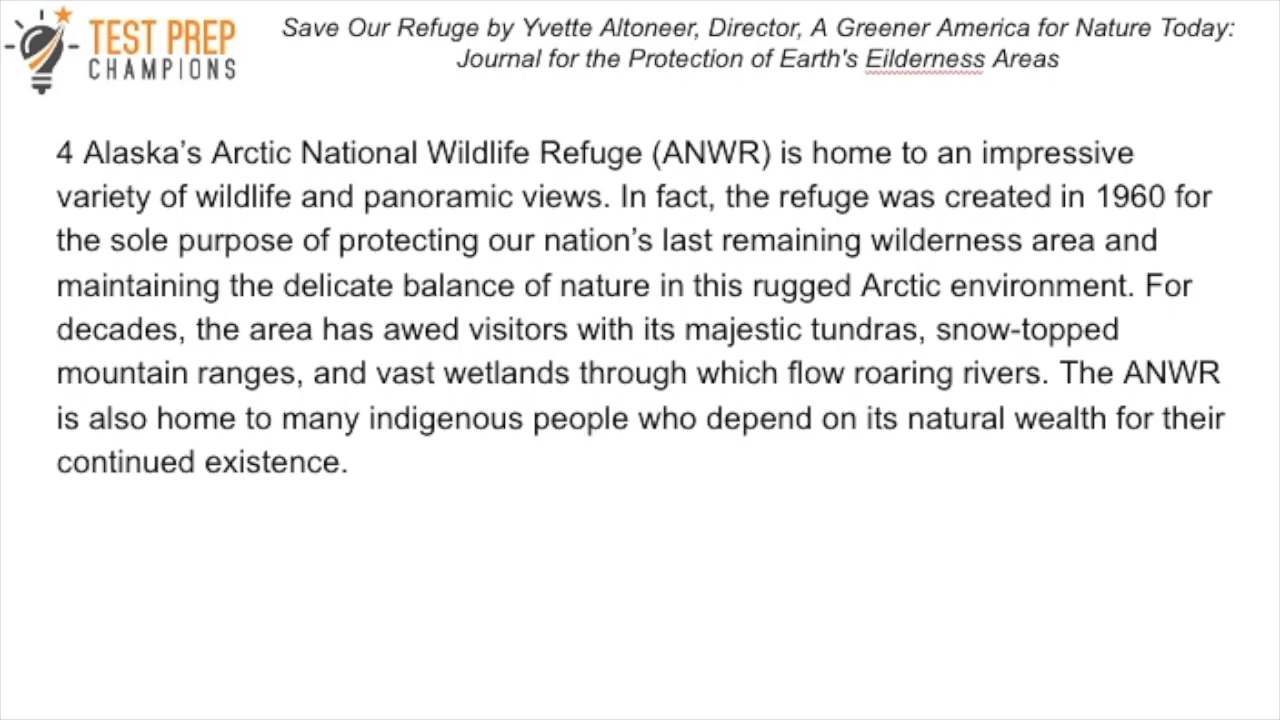 TEST PREP
CHAMPIONS
Save Our Refuge by Yvette Altoneer, Director, A Greener America for Nature Today:
Journal for the Protection of Earth's Eilderness Areas
4 Alaska’s Arctic National Wildlife Refuge (ANWR) is home to an impressive
variety of wildlife and panoramic views. In fact, the refuge was created in 1960 for
the sole purpose of protecting our nation’s last remaining wilderness area and
maintaining the delicate balance of nature in this rugged Arctic environment. For
decades, the area has awed visitors with its majestic tundras, snow-topped
mountain ranges, and vast wetlands through which flow roaring rivers. The ANWR
is also home to many indigenous people who depend on its natural wealth for their
continued existence.